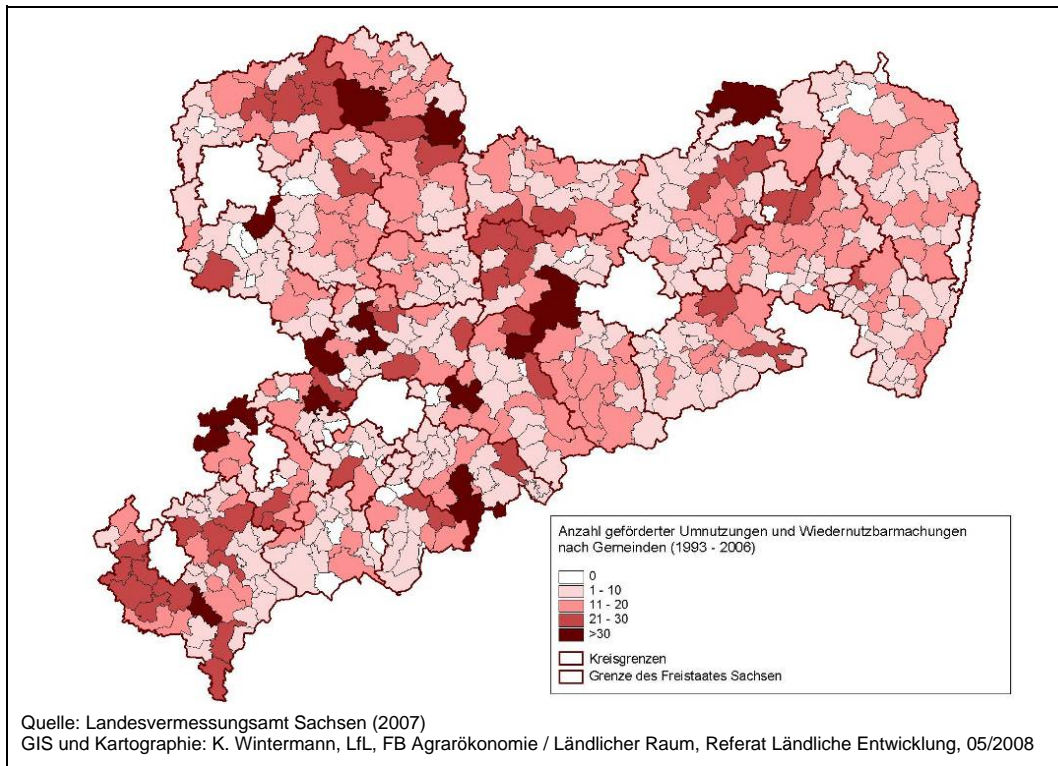 Anzahl geförderter Umnutzungen und Wiedernutzbarmachungen
nach Gemeinden (1993 - 2006)
0
1 - 10
11 - 20
21 - 30
>30
Kreisgrenzen
Grenze des Freistaates Sachsen
Quelle: Landesvermessungsamt Sachsen (2007)
GIS und Kartographie: K. Wintermann, LfL, FB Agrarökonomie / Ländlicher Raum, Referat Ländliche Entwicklung, 05/2008